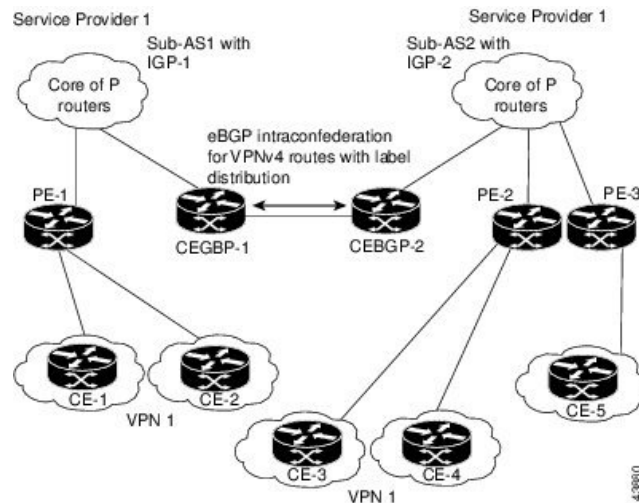 Service Provider 1
Service Provider 1
Sub-AS1 with
IGP-1
Sub-AS2 with
IGP-2
Core of P
routers
Core of P
routers
eBGP intraconfederation
for VPNv4 routes with label
distribution
PE-1
CEGBP-1
CEBGP-2
PE-2
PE-3
CE-1
CE-2
VPN 1
CE-5
CE-3
CE-4
VPN 1
43880